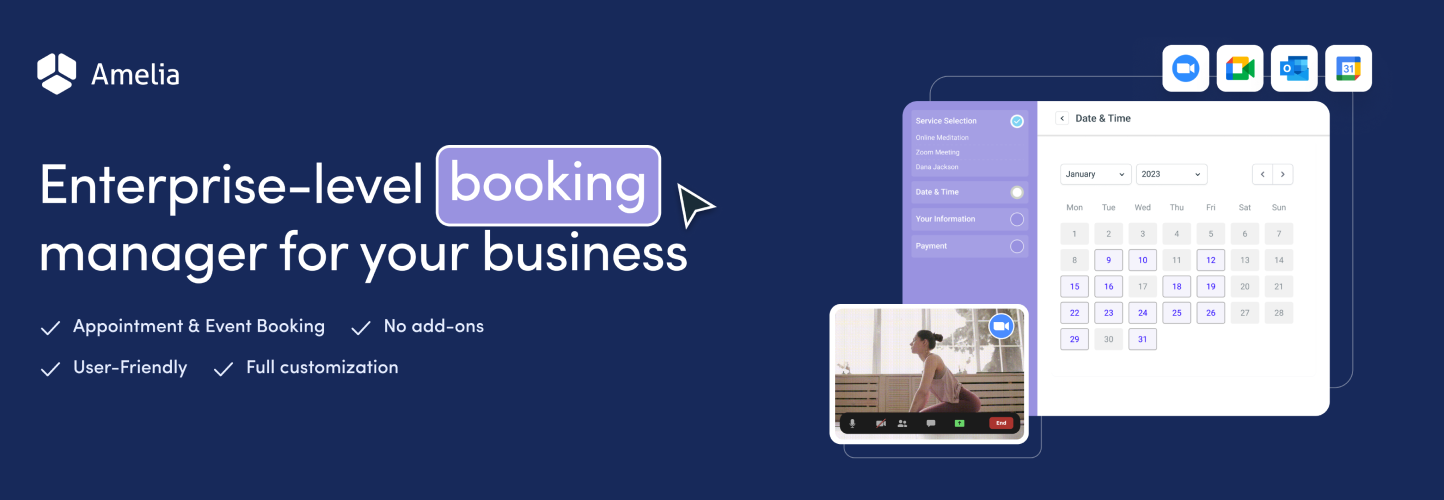 Amelia
Enterprise-level booking
manager for your business
Appointment & Event Booking No add-ons
User-Friendly Full customization
31
Service Selection
Online Meditation
Zoom Meeting
Dana Jackson
Date & Time
Your Information
Payment
Date & Time
January 2023
Mon Tue Wed Thu Fri Sat Sun
1 2 3 4 5 6 7
8 9 10 11 12 13 14
15 16 17 18 19 20 21
22 23 24 25 26 27 28
29 30 31
End